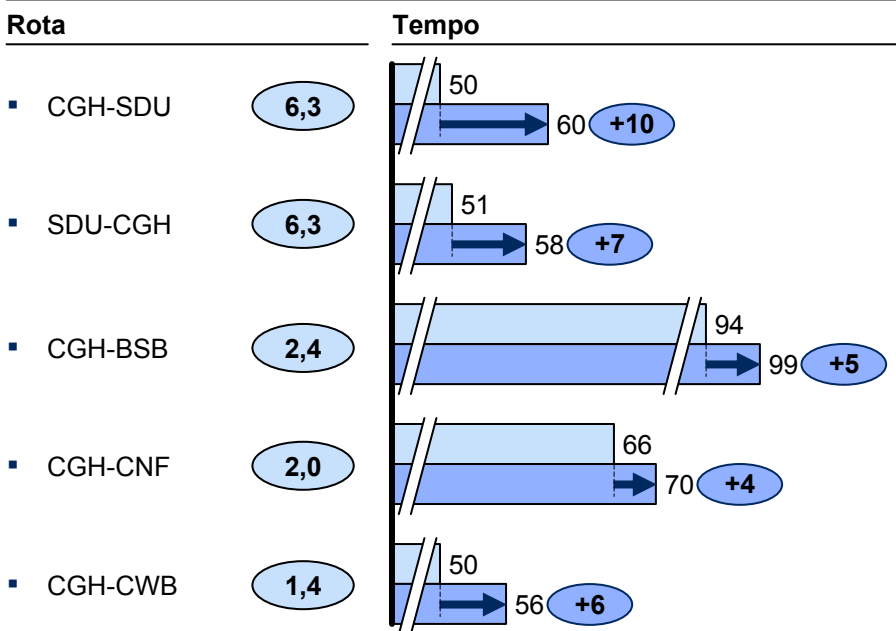 Rota Tempo
▪ CGH-SDU 6,3 50
60 +10
▪ SDU-CGH 6,3 51
58 +7
▪ CGH-BSB 2,4 94
99 +5
▪ CGH-CNF 2,0 66
70 +4
▪ CGH-CWB 1,4 50
56 +6